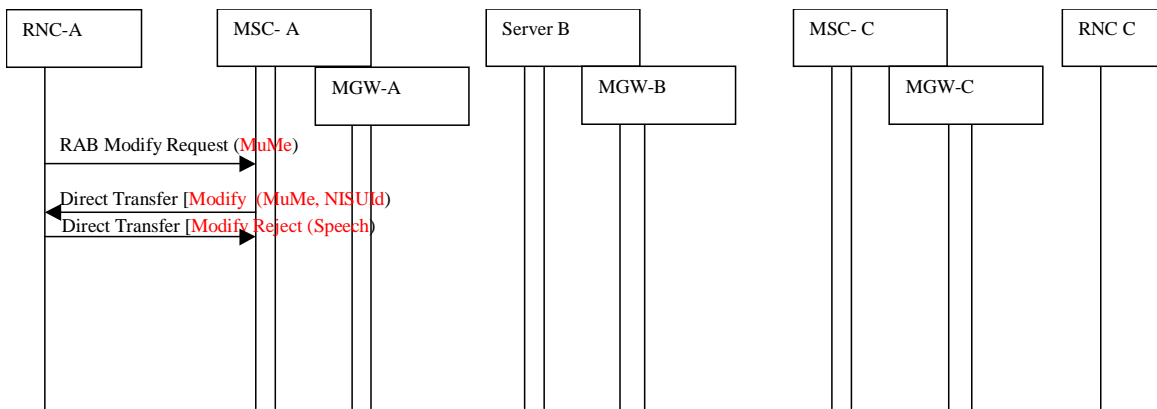 RNC-A
MSC- A
Server B
MSC- C
RNC C
MGW-A
MGW-B
MGW-C
RAB Modify Request (MuMe)
Direct Transfer [Modify (MuMe, NISUId)
Direct Transfer [Modify Reject (Speech)